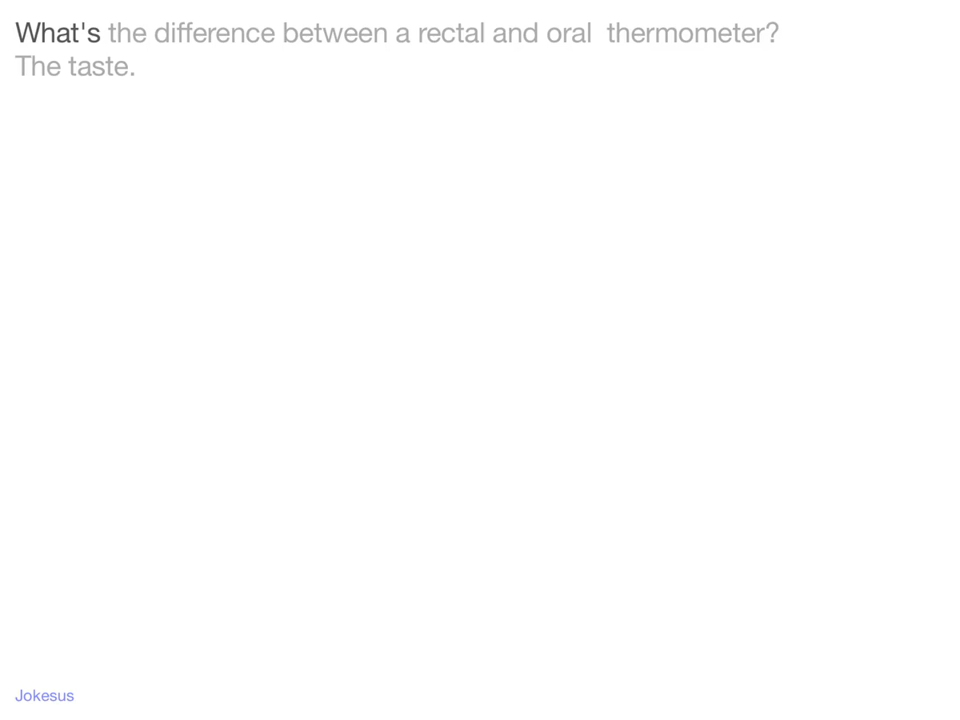 What's the difference between a rectal and oral  thermometer?
The taste.
Jokesus